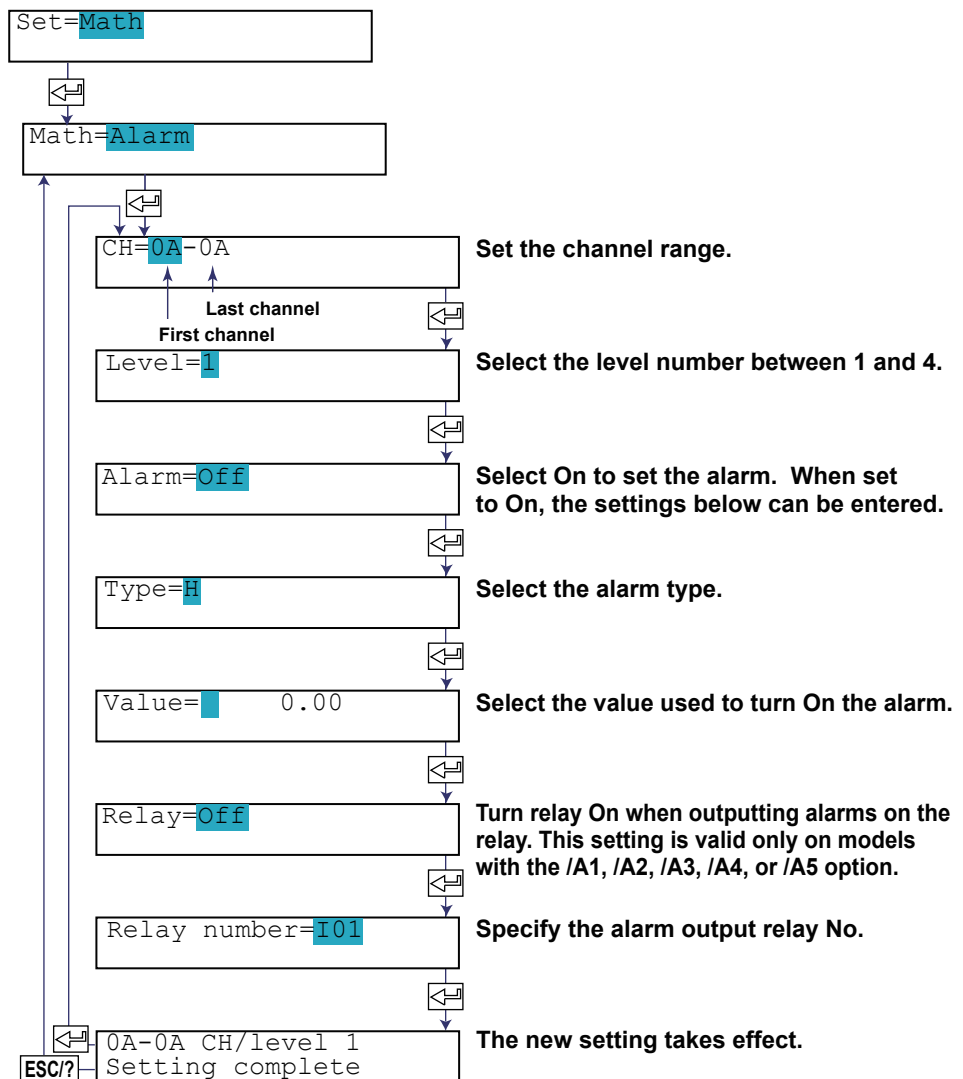 Set=Math
Math=Alarm
CH=0A-0A
Set the channel range.
Last channel
First channel
Level=1
Select the level number between 1 and 4.
Alarm=Off
Select On to set the alarm. When set
to On, the settings below can be entered.
Type=H
Select the alarm type.
Value= 0.00
Select the value used to turn On the alarm.
Relay=Off
Turn relay On when outputting alarms on the
relay. This setting is valid only on models
with the /A1, /A2, /A3, /A4, or /A5 option.
Relay number=I01
Specify the alarm output relay No.
0A-0A CH/level 1
Setting complete
The new setting takes effect.
ESC/?